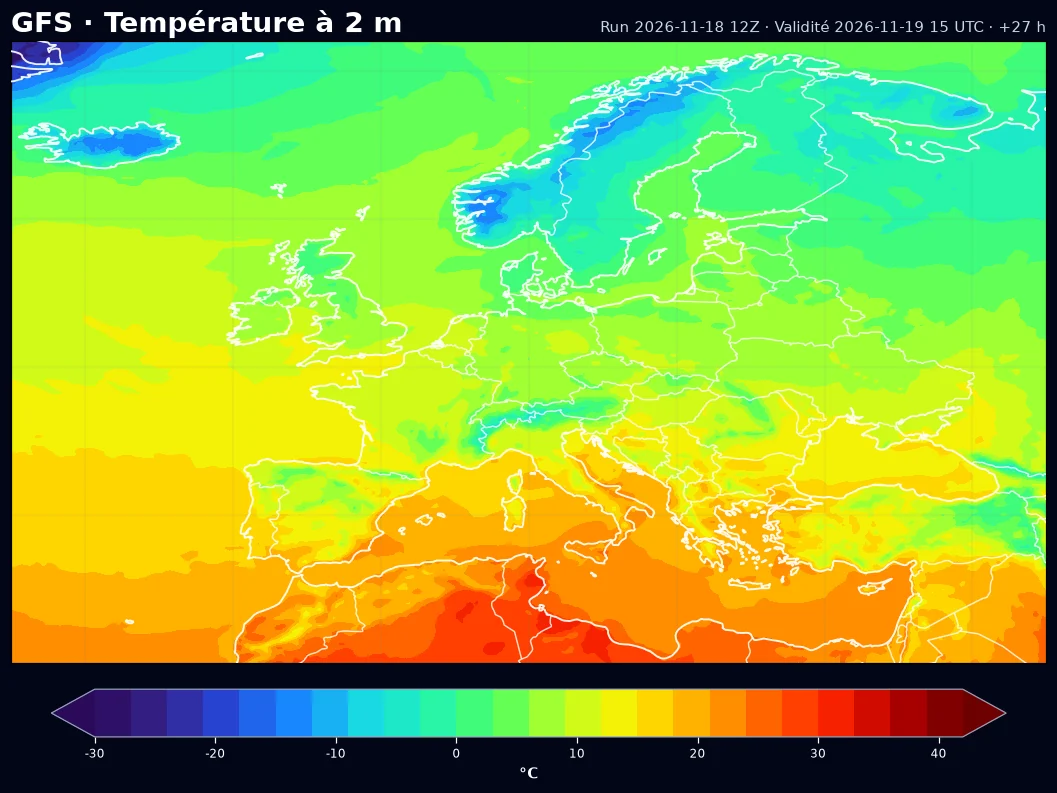 GFS · Température à 2 m
Run 2026-11-18 12Z · Validité 2026-11-19 15 UTC · +27 h
-30 -20 -10 0 10 20 30 40
°C